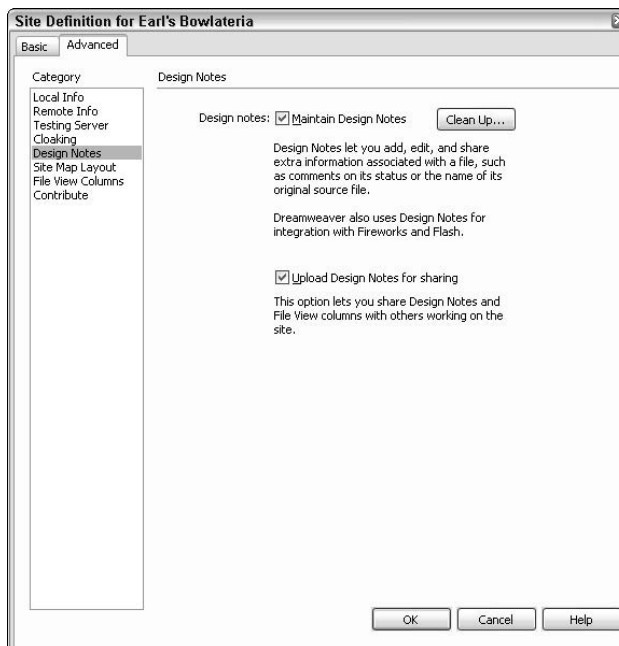 Site Definition for Earl's Bowlateria
Basic
Advanced
Category
Local Info
Remote Info
Testing Server
Cloaking
Design Notes
Site Map Layout
File View Columns
Contribute
Design Notes
Design notes: Maintain Design Notes
Clean Up...
Design Notes let you add, edit, and share
extra information associated with a file, such
as comments on its status or the name of its
original source file.
Dreamweaver also uses Design Notes for
integration with Fireworks and Flash.
Upload Design Notes for sharing
This option lets you share Design Notes and
File View columns with others working on the
site.
OK
Cancel
Help